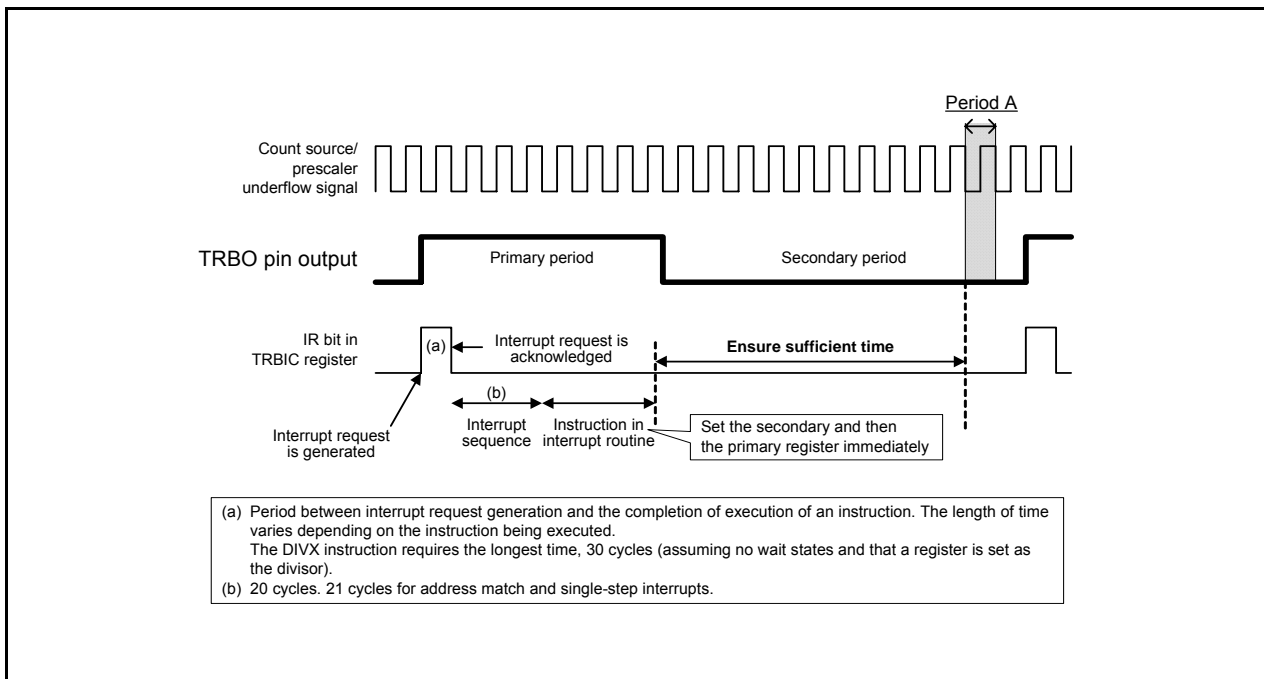 Period A
Count source/
prescaler
underflow signal
TRBO pin output
Primary period
Secondary period
IR bit in
TRBIC register
(a)
Interrupt request is
acknowledged
Ensure sufficient time
(b)
Interrupt request
is generated
Interrupt
sequence
Instruction in
interrupt routine
Set the secondary and then
the primary register immediately
(a) Period between interrupt request generation and the completion of execution of an instruction. The length of time
varies depending on the instruction being executed.
The DIVX instruction requires the longest time, 30 cycles (assuming no wait states and that a register is set as
the divisor).
(b) 20 cycles. 21 cycles for address match and single-step interrupts.